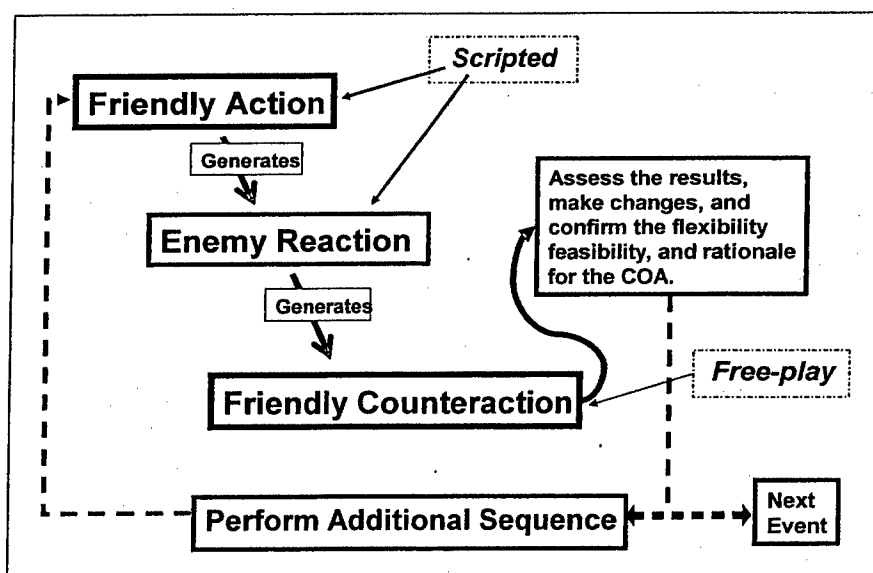 Scripted
Friendly Action
Generates
Enemy Reaction
Generates
Friendly Counteraction
Assess the results,
make changes, and
confirm the flexibility
feasibility, and rationale
for the COA.
Free-play
Perform Additional Sequence
Next
Event